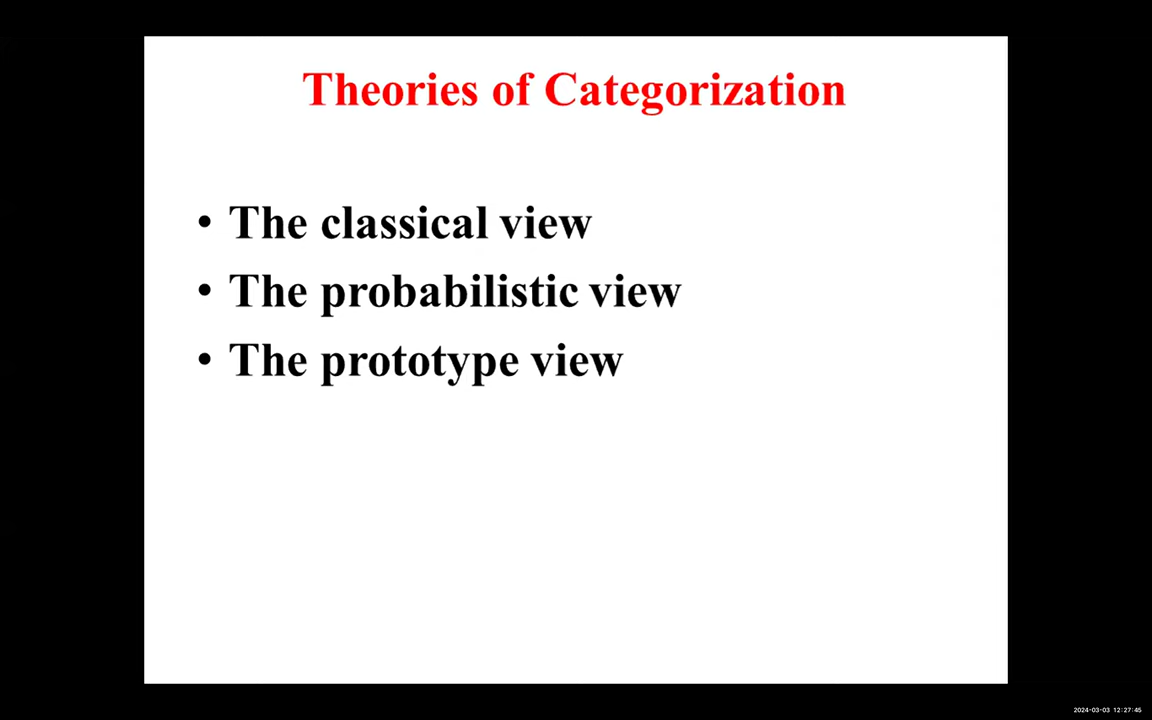 Theories of Categorization
• The classical view
• The probabilistic view
• The prototype view
2024-03-03 12:27:45